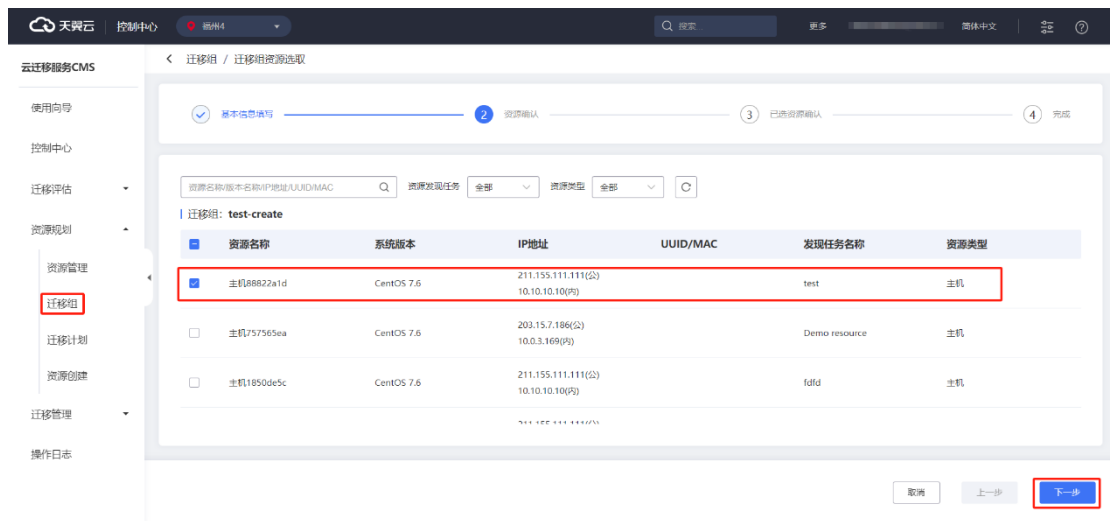 天翼云 控制中心 福州4 搜索... 更多 简体中文
云迁移服务CMS
迁移组 / 迁移组资源选取
使用向导
控制中心
迁移评估
资源规划
资源管理
迁移组
迁移计划
资源创建
迁移管理
操作日志
基本信息填写 2 资源确认 3 已选资源确认 4 完成
资源名称/版本名称/IP地址/UUID/MAC 资源发现任务 全部 资源类型 全部
迁移组: test-create
资源名称 系统版本 IP地址 UUID/MAC 发现任务名称 资源类型
主机88822a1d CentOS 7.6 211.155.111.111(公) test 主机
10.10.10.10(内)
主机757565ea CentOS 7.6 203.15.7.186(公) Demo resource 主机
10.0.3.169(内)
主机1850de5c CentOS 7.6 211.155.111.111(公) fdfd 主机
10.10.10.10(内)
取消 上一步 下一步